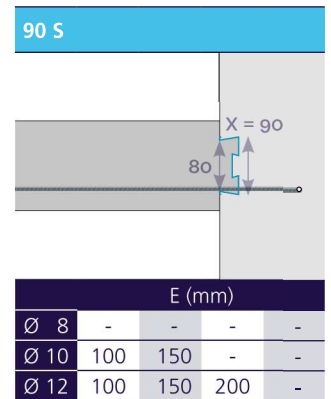 90 S
X = 90
80
E (mm)
Ø 8 - - - -
Ø 10 100 150 - -
Ø 12 100 150 200 -